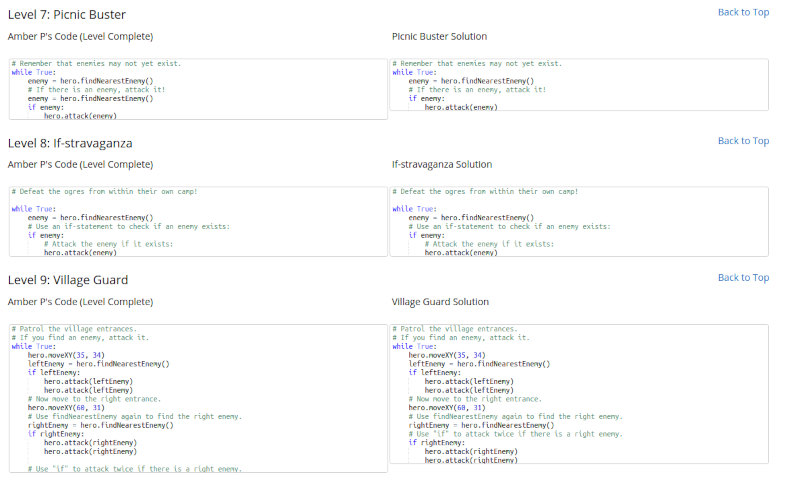 Level 7: Picnic Buster
Back to Top
Amber P's Code (Level Complete)
Picnic Buster Solution
# Remember that enemies may not yet exist.
while True:
    enemy = hero.findNearestEnemy()
    # If there is an enemy, attack it!
    enemy = hero.findNearestEnemy()
    if enemy:
        hero.attack(enemy)
# Remember that enemies may not yet exist.
while True:
    enemy = hero.findNearestEnemy()
    # If there is an enemy, attack it!
    if enemy:
        hero.attack(enemy)
Level 8: If-stravaganza
Back to Top
Amber P's Code (Level Complete)
If-stravaganza Solution
# Defeat the ogres from within their own camp!
while True:
    enemy = hero.findNearestEnemy()
    # Use an if-statement to check if an enemy exists:
    if enemy:
        # Attack the enemy if it exists:
        hero.attack(enemy)
# Defeat the ogres from within their own camp!
while True:
    enemy = hero.findNearestEnemy()
    # Use an if-statement to check if an enemy exists:
    if enemy:
        # Attack the enemy if it exists:
        hero.attack(enemy)
Level 9: Village Guard
Back to Top
Amber P's Code (Level Complete)
Village Guard Solution
# Patrol the village entrances.
# If you find an enemy, attack it.
while True:
    hero.moveXY(35, 34)
    leftEnemy = hero.findNearestEnemy()
    if leftEnemy:
        hero.attack(leftEnemy)
        hero.attack(leftEnemy)
    # Now move to the right entrance.
    hero.moveXY(60, 31)
    # Use findNearestEnemy again to find the right enemy.
    rightEnemy = hero.findNearestEnemy()
    if rightEnemy:
        hero.attack(rightEnemy)
        hero.attack(rightEnemy)
    # Use "if" to attack twice if there is a right enemy.
# Patrol the village entrances.
# If you find an enemy, attack it.
while True:
    hero.moveXY(35, 34)
    leftEnemy = hero.findNearestEnemy()
    if leftEnemy:
        hero.attack(leftEnemy)
        hero.attack(leftEnemy)
    # Now move to the right entrance.
    hero.moveXY(60, 31)
    # Use findNearestEnemy again to find the right enemy.
    rightEnemy = hero.findNearestEnemy()
    # Use "if" to attack twice if there is a right enemy.
    if rightEnemy:
        hero.attack(rightEnemy)
        hero.attack(rightEnemy)